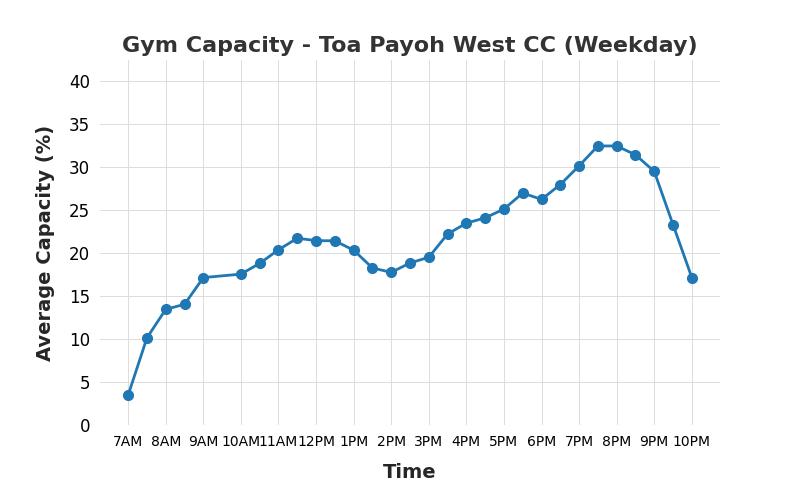 Gym Capacity - Toa Payoh West CC (Weekday)
Average Capacity (%)
40
35
30
25
20
15
10
5
0
7AM 8AM 9AM 10AM 11AM 12PM 1PM 2PM 3PM 4PM 5PM 6PM 7PM 8PM 9PM 10PM
Time